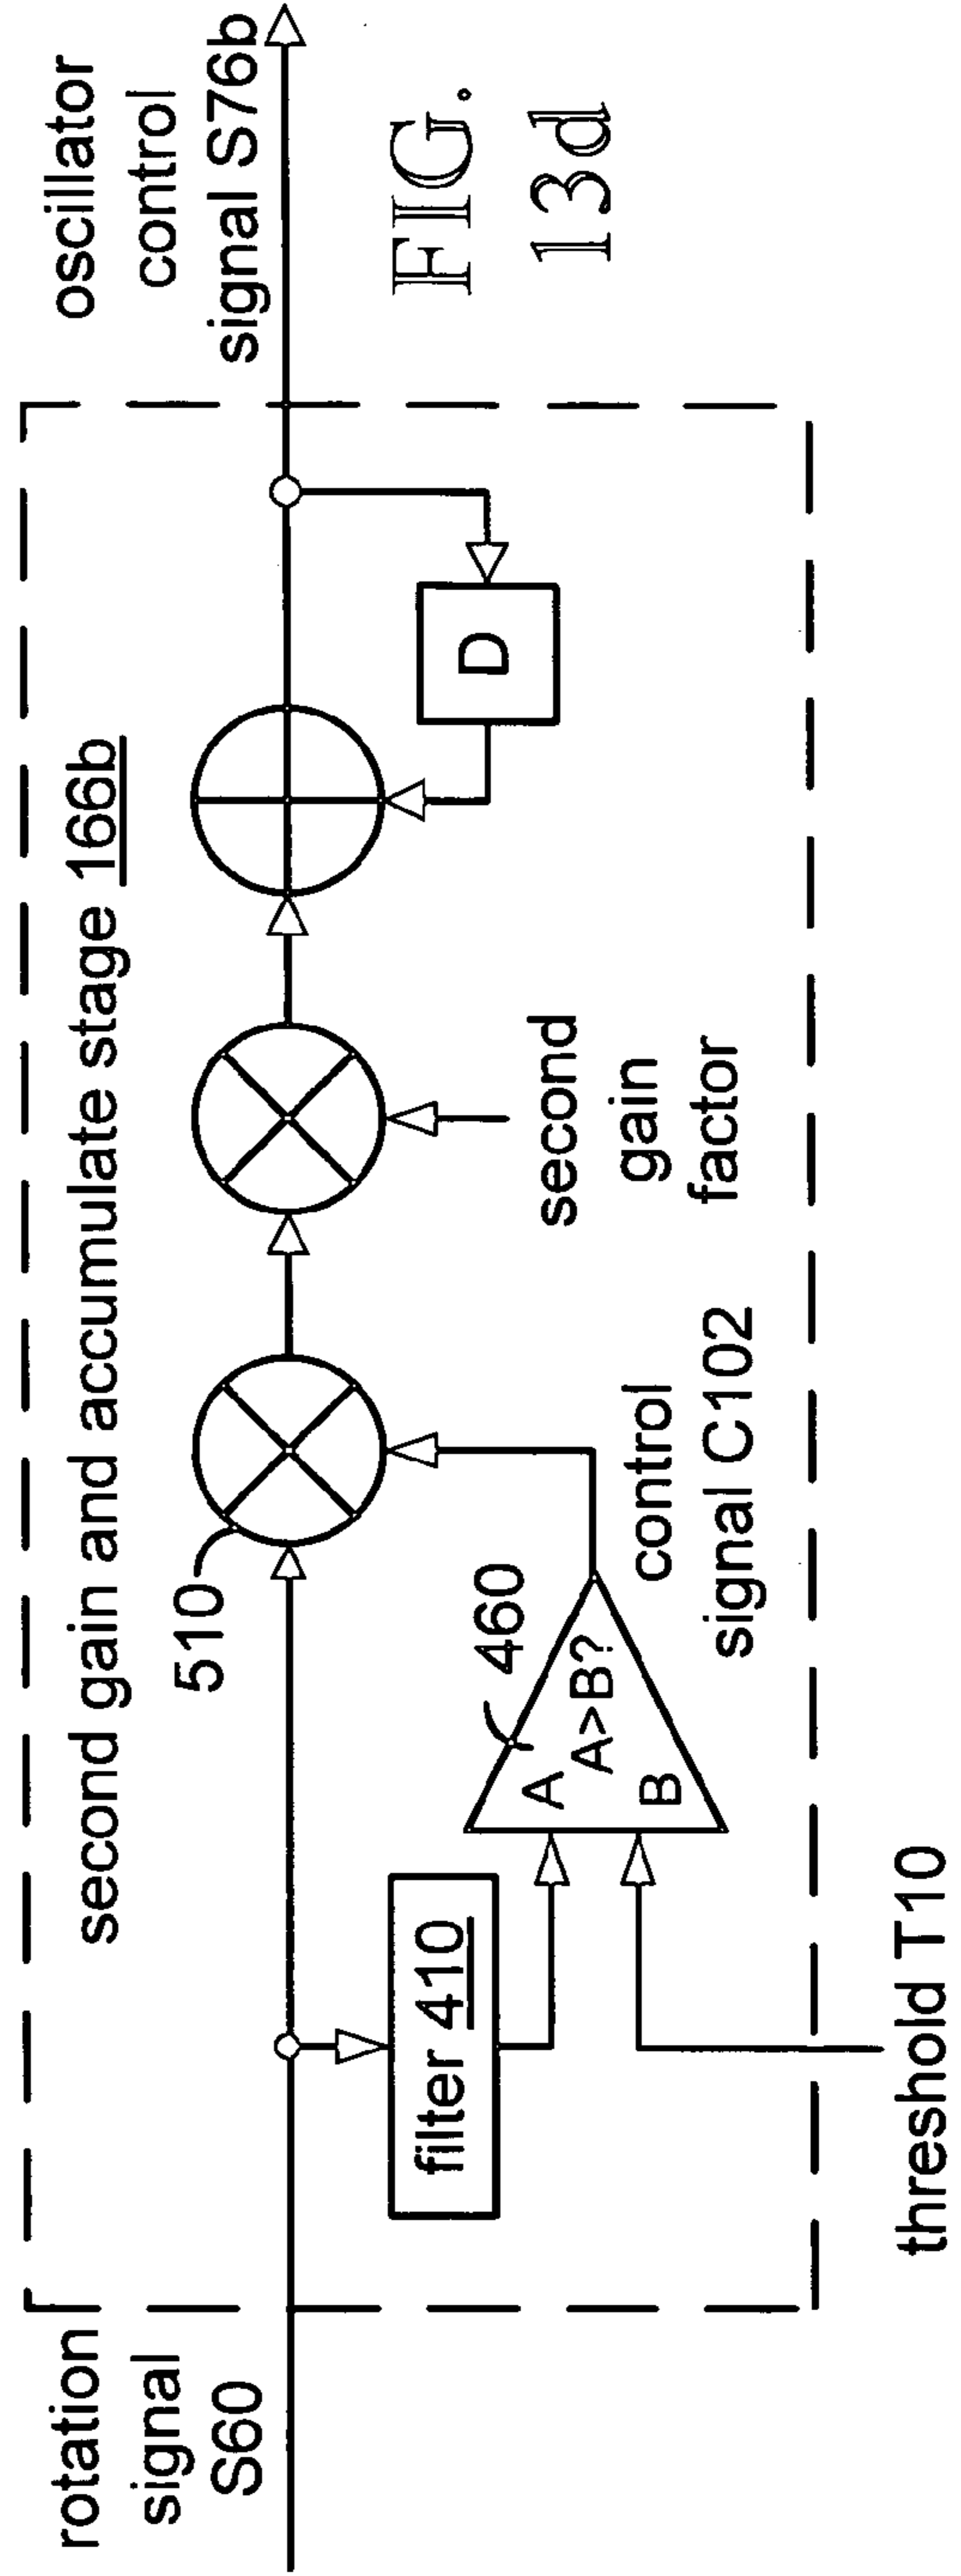 rotation
signal
S60
second gain and accumulate stage 166b
510
filter 410
460
A
A>B?
B
control
signal C102
second
gain
factor
D
threshold T10
oscillator
control
signal S76b
FIG.
13d